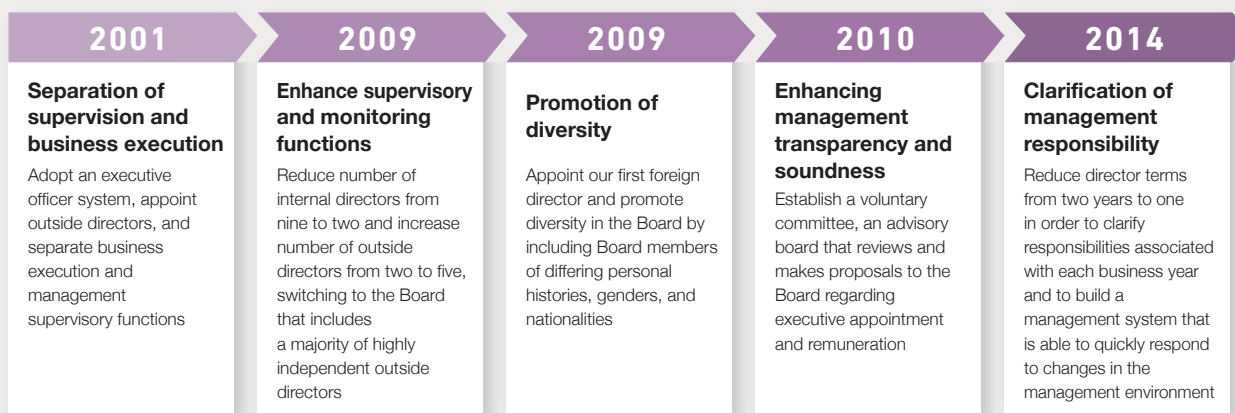 2001
Separation of
supervision and
business execution
Adopt an executive
officer system, appoint
outside directors, and
separate business
execution and
management
supervisory functions
2009
Enhance supervisory
and monitoring
functions
Reduce number of
internal directors from
nine to two and increase
number of outside
directors from two to five,
switching to the Board
that includes
a majority of highly
independent outside
directors
2009
Promotion of
diversity
Appoint our first foreign
director and promote
diversity in the Board by
including Board members
of differing personal
histories, genders, and
nationalities
2010
Enhancing
management
transparency and
soundness
Establish a voluntary
committee, an advisory
board that reviews and
makes proposals to the
Board regarding
executive appointment
and remuneration
2014
Clarification of
management
responsibility
Reduce director terms
from two years to one
in order to clarify
responsibilities associated
with each business year
and to build a
management system that
is able to quickly respond
to changes in the
management environment